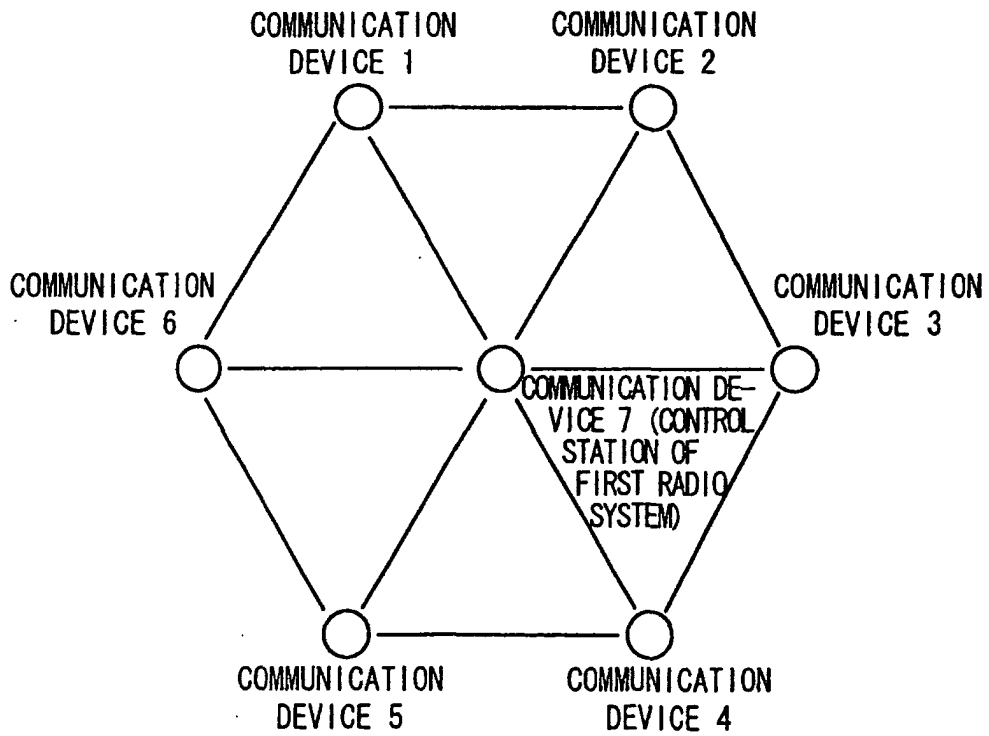 COMMUNICATION
DEVICE 1
COMMUNICATION
DEVICE 2
COMMUNICATION
DEVICE 6
COMMUNICATION
DEVICE 3
COMMUNICATION DE-
VICE 7 (CONTROL
STATION OF
FIRST RADIO
SYSTEM)
COMMUNICATION
DEVICE 5
COMMUNICATION
DEVICE 4